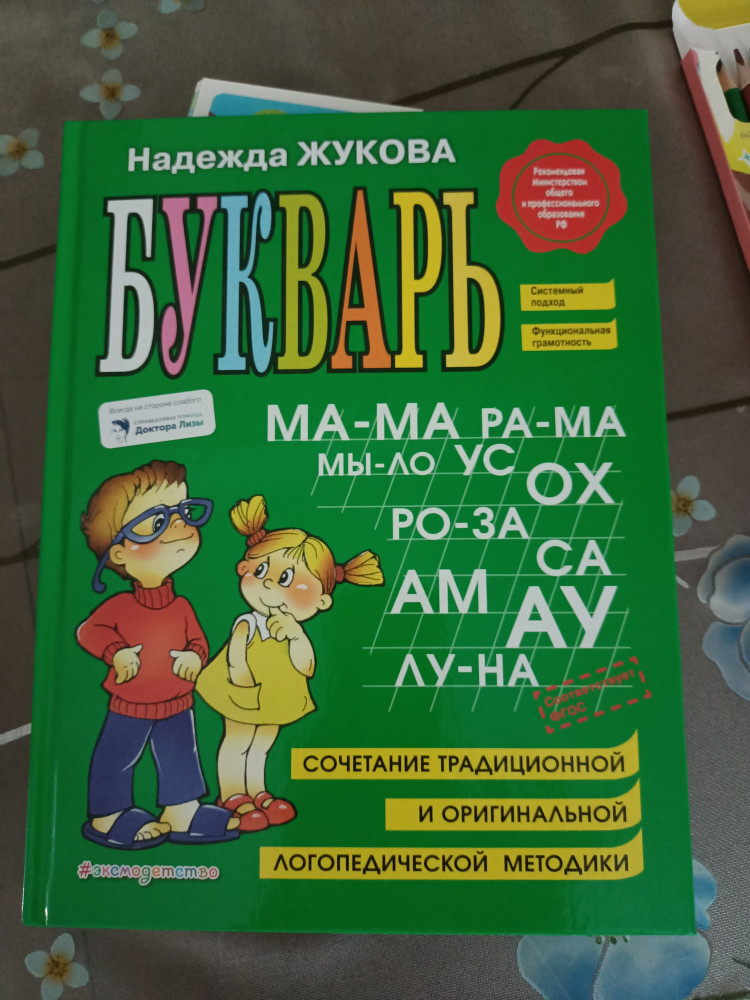 Надежда ЖУКОВА
БУКВАРЬ
Рекомендован
Министерством
общего
и профессионального
образования
РФ
Системный
подход
Функциональная
грамотность
Всегда на стороне слабого
СПРАВЕДЛИВАЯ ПОМОЩЬ
Доктора Лизы
МА-МА РА-МА
МЫ-ЛО УС
ОХ
РО-ЗА
СА
АМ
АУ
ЛУ-НА
Соответствует
ФГОС
СОЧЕТАНИЕ ТРАДИЦИОННОЙ
И ОРИГИНАЛЬНОЙ
ЛОГОПЕДИЧЕСКОЙ МЕТОДИКИ
#эксмодетство